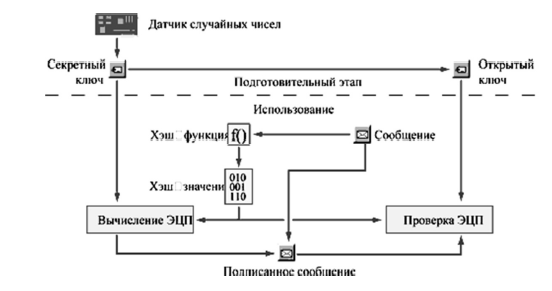 Датчик случайных чисел
Секретный
ключ
Открытый
ключ
Подготовительный этап
Использование
Хэш функция
f()
Сообщение
Хэш значени
010
001
110
Вычисление ЭЦП
Проверка ЭЦП
Подписанное сообщение